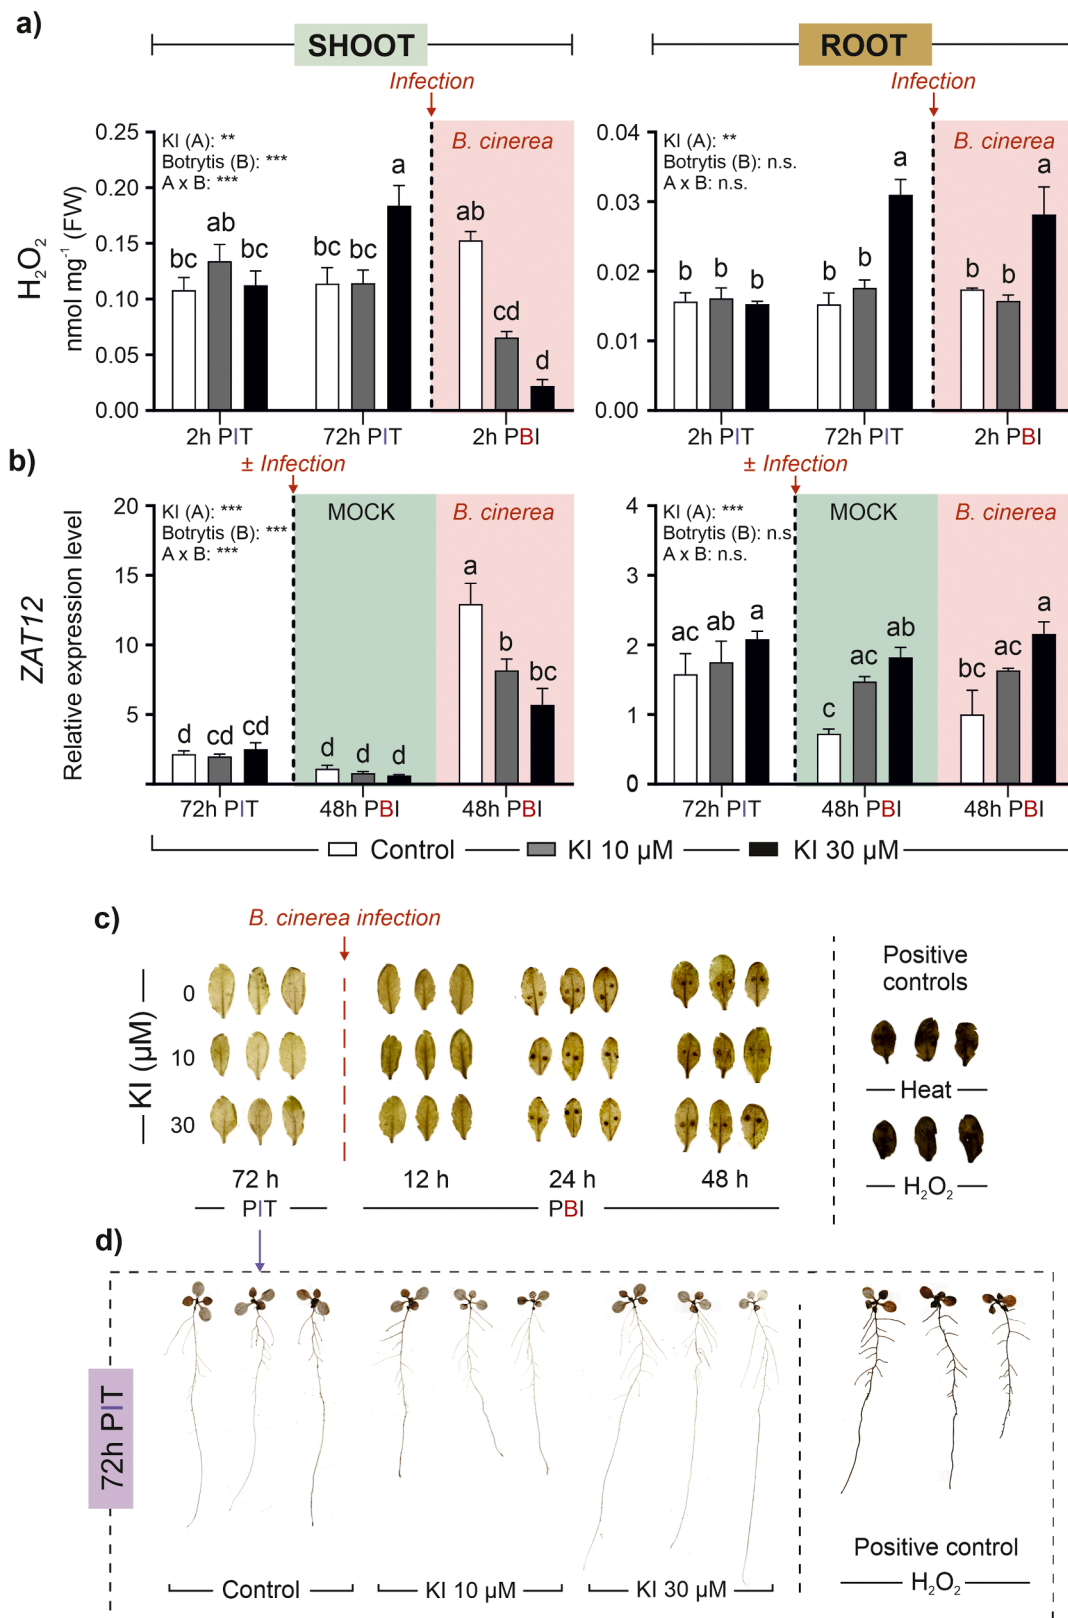 a)
SHOOT
ROOT
Infection
Infection
H₂O₂
nmol mg⁻¹ (FW)
0.25
0.20
0.15
0.10
0.05
0.00
KI (A): **
Botrytis (B): ***
A x B: ***
B. cinerea
bc
ab
bc
bc
bc
a
ab
cd
d
2h PIT
72h PIT
2h PBI
0.04
0.03
0.02
0.01
0.00
KI (A): **
Botrytis (B): n.s.
A x B: n.s.
B. cinerea
b
b
b
b
b
a
b
b
a
2h PIT
72h PIT
2h PBI
b)
± Infection
± Infection
ZAT12
Relative expression level
20
15
10
5
KI (A): ***
Botrytis (B): ***
A x B: ***
MOCK
B. cinerea
d
cd
cd
d
d
d
a
b
bc
72h PIT
48h PBI
48h PBI
4
3
2
1
0
KI (A): ***
Botrytis (B): n.s
A x B: n.s.
MOCK
B. cinerea
ac
ab
a
c
ac
ab
bc
ac
a
72h PIT
48h PBI
48h PBI
Control
KI 10 µM
KI 30 µM
c)
B. cinerea infection
KI (µM)
0
10
30
72 h
12 h
24 h
48 h
PIT
PBI
Positive
controls
Heat
H₂O₂
d)
72h PIT
Control
KI 10 µM
KI 30 µM
Positive control
H₂O₂